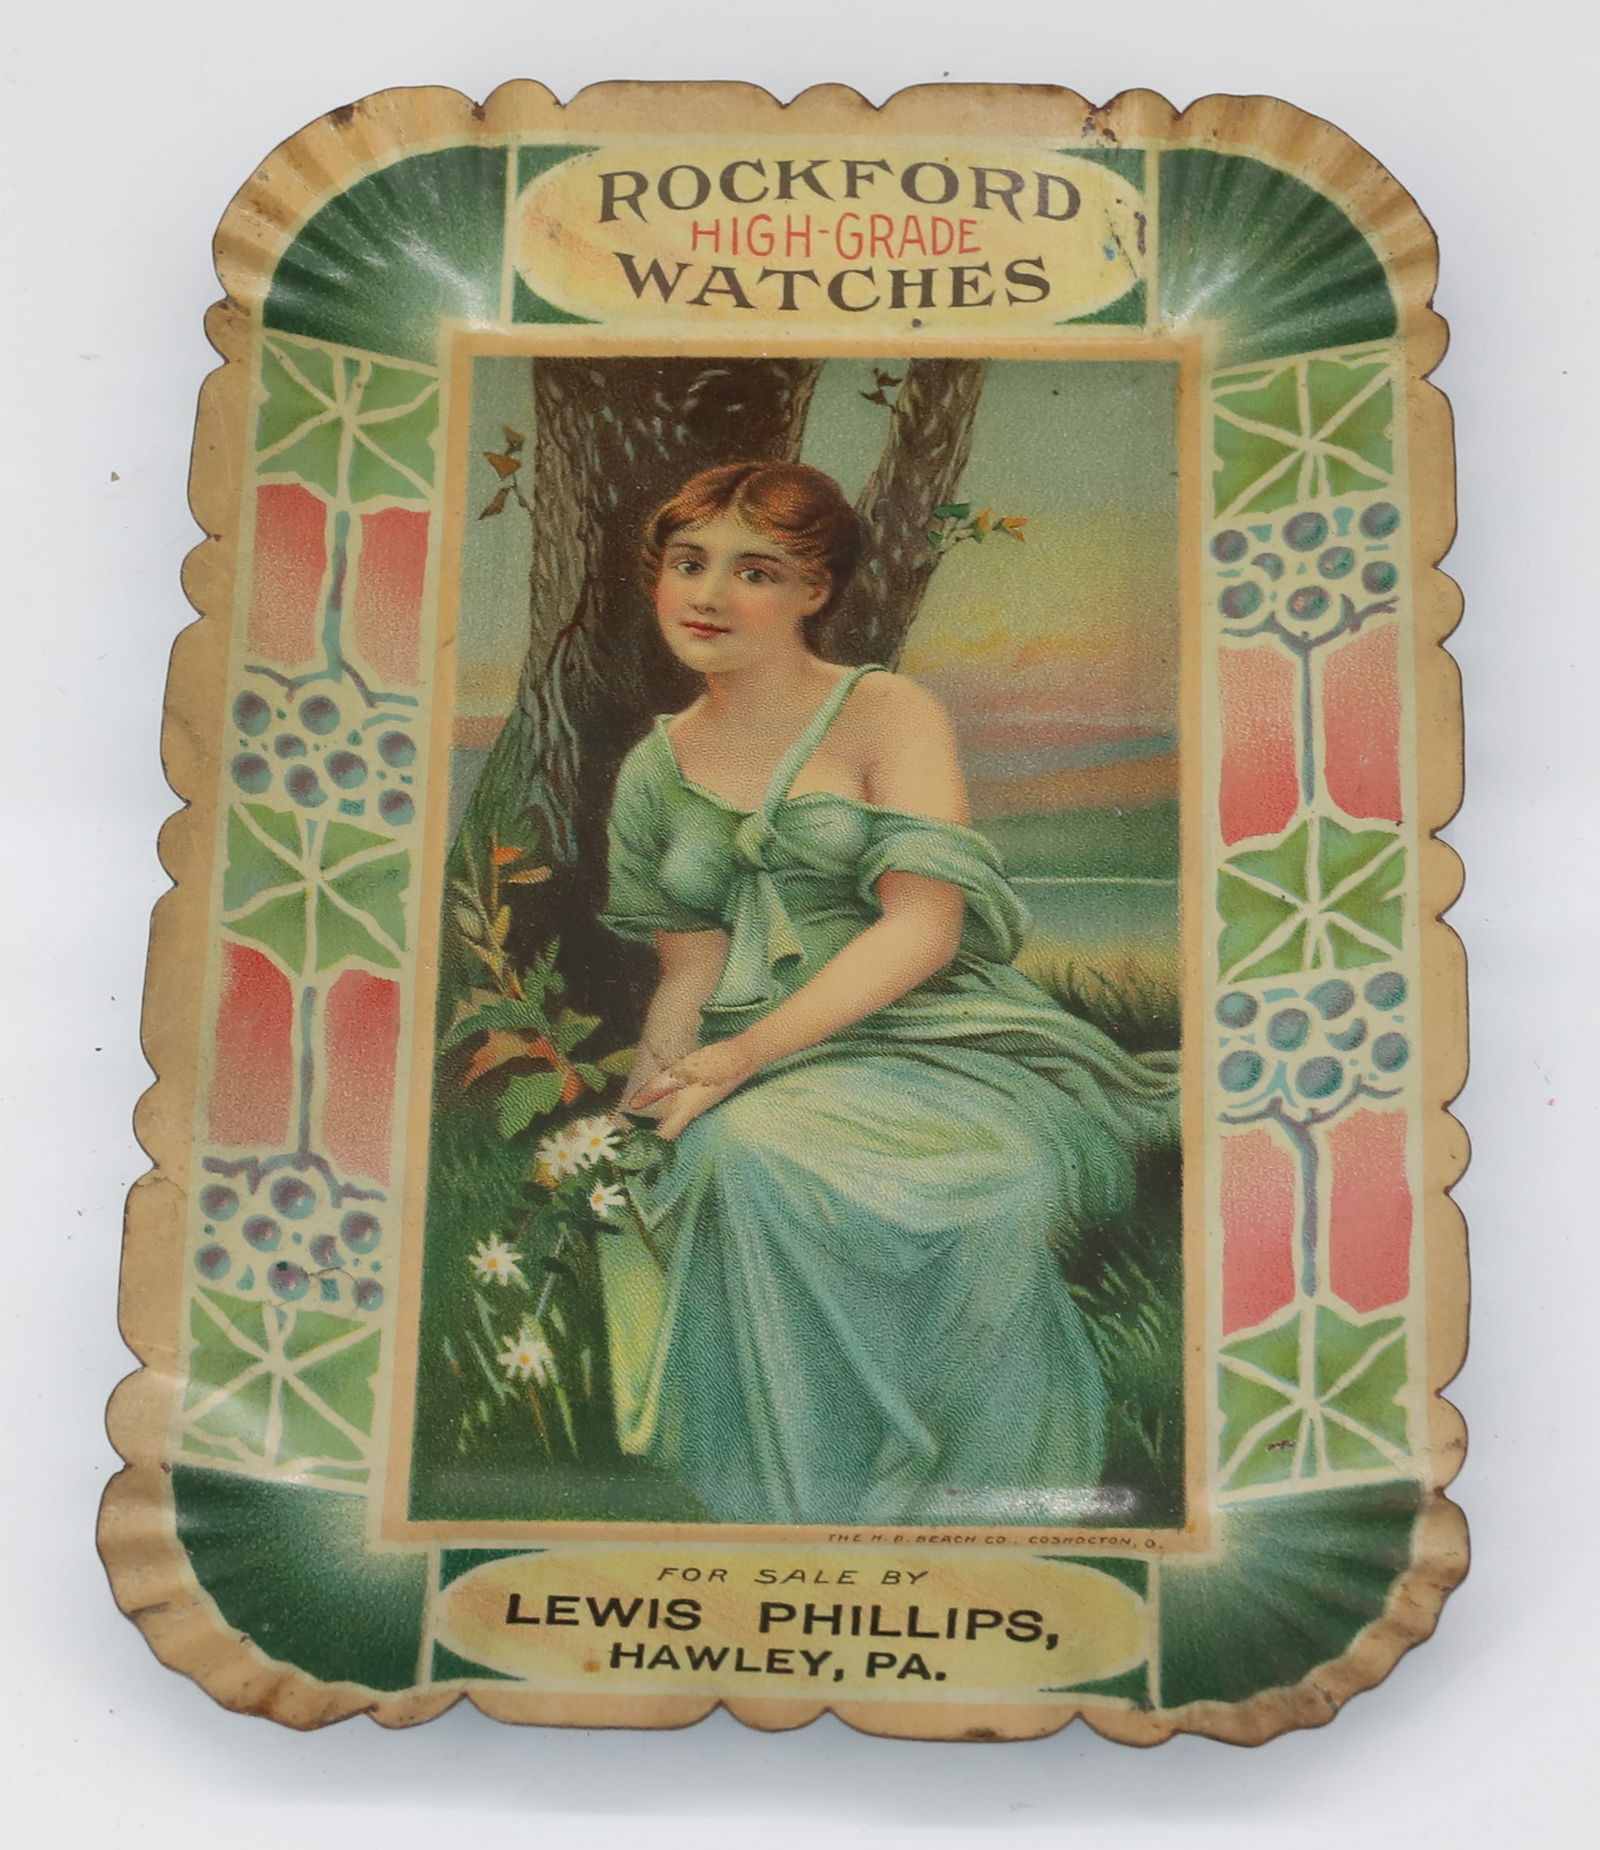 ROCKFORD
HIGH-GRADE
WATCHES
THE H. D. BEACH CO. COSHOCTON, O.
FOR SALE BY
LEWIS PHILLIPS,
HAWLEY, PA.